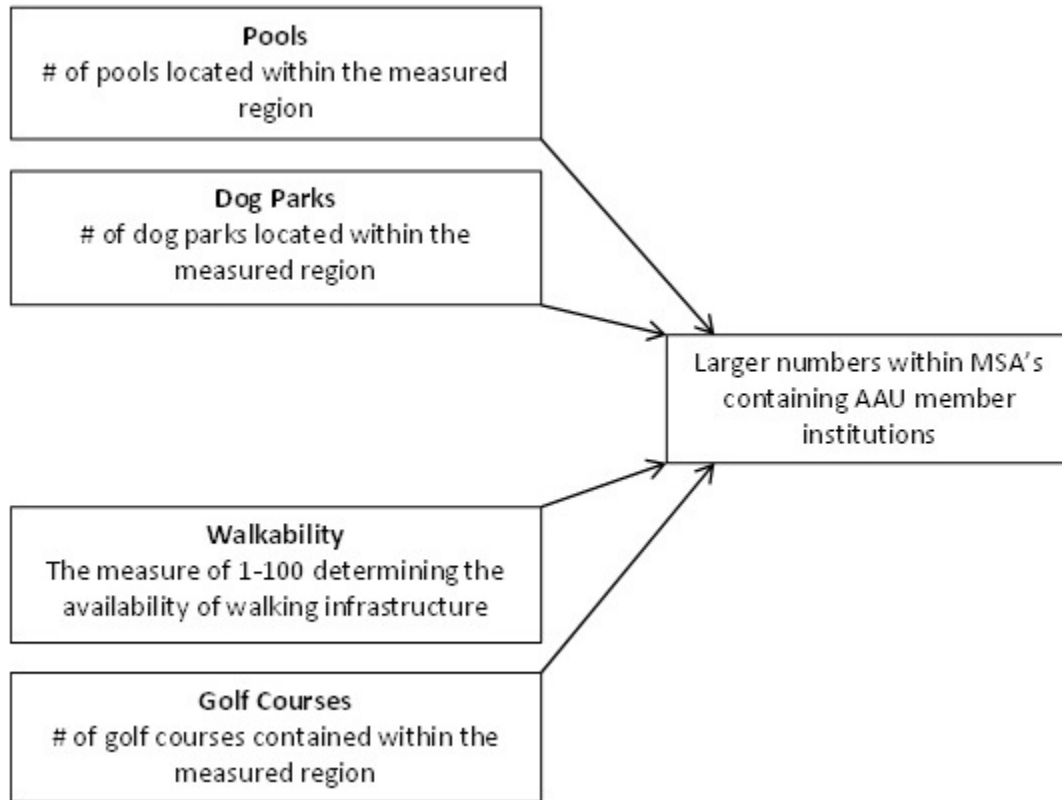 Pools
# of pools located within the measured
region
Dog Parks
# of dog parks located within the
measured region
Larger numbers within MSA's
containing AAU member
institutions
Walkability
The measure of 1-100 determining the
availability of walking infrastructure
Golf Courses
# of golf courses contained within the
measured region